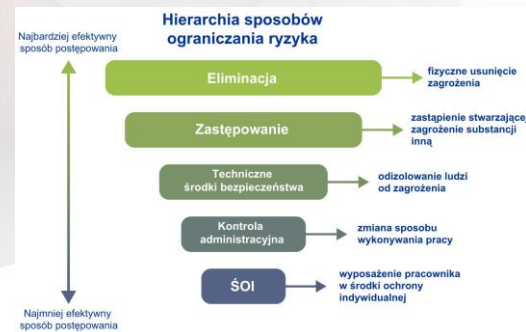 Hierarchia sposobów
ograniczania ryzyka
Najbardziej efektywny
sposób postępowania
Eliminacja
fizyczne usunięcie
zagrożenia
Zastępowanie
zastąpienie stwarzającej
zagrożenie substancji
inną
Techniczne
środki bezpieczeństwa
odizolowanie ludzi
od zagrożenia
Kontrola
administracyjna
zmiana sposobu
wykonywania pracy
ŚOI
wyposażenie pracownika
w środki ochrony
indywidualnej
Najmniej efektywny
sposób postępowania